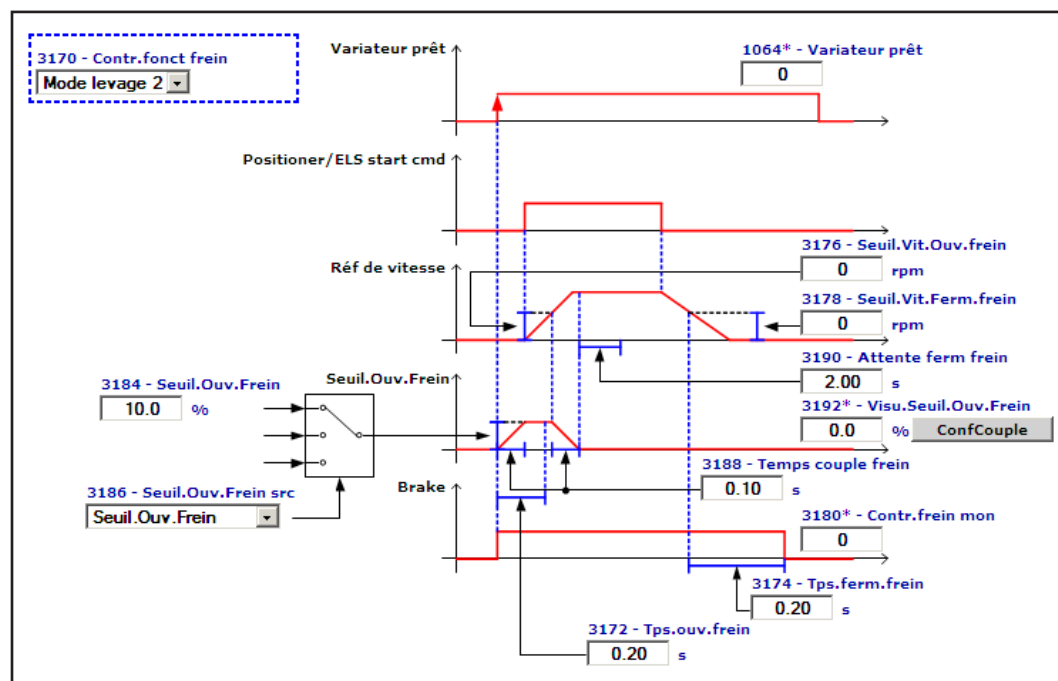 3170 - Contr.fonct frein
Mode levage 2
Variateur prêt
1064* - Variateur prêt
0
Positioner/ELS start cmd
3176 - Seuil.Vit.Ouv.frein
0 rpm
Réf de vitesse
3178 - Seuil.Vit.Ferm.frein
0 rpm
3190 - Attente ferm frein
2.00 s
3184 - Seuil.Ouv.Frein
10.0 %
Seuil.Ouv.Frein
3192* - Visu.Seuil.Ouv.Frein
0.0 % ConfCouple
3188 - Temps couple frein
0.10 s
3186 - Seuil.Ouv.Frein src
Seuil.Ouv.Frein
Brake
3180* - Contr.frein mon
0
3174 - Tps.ferm.frein
0.20 s
3172 - Tps.ouv.frein
0.20 s